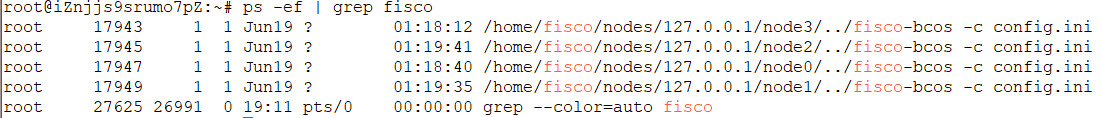 root@iZnjjs9srumo7pZ:~# ps -ef | grep fisco
root 17943 1 1 Jun19 ? 01:18:12 /home/fisco/nodes/127.0.0.1/node3/../fisco-bcos -c config.ini
root 17945 1 1 Jun19 ? 01:19:41 /home/fisco/nodes/127.0.0.1/node2/../fisco-bcos -c config.ini
root 17947 1 1 Jun19 ? 01:18:40 /home/fisco/nodes/127.0.0.1/node0/../fisco-bcos -c config.ini
root 17949 1 1 Jun19 ? 01:19:35 /home/fisco/nodes/127.0.0.1/node1/../fisco-bcos -c config.ini
root 27625 26991 0 19:11 pts/0 00:00:00 grep --color=auto fisco